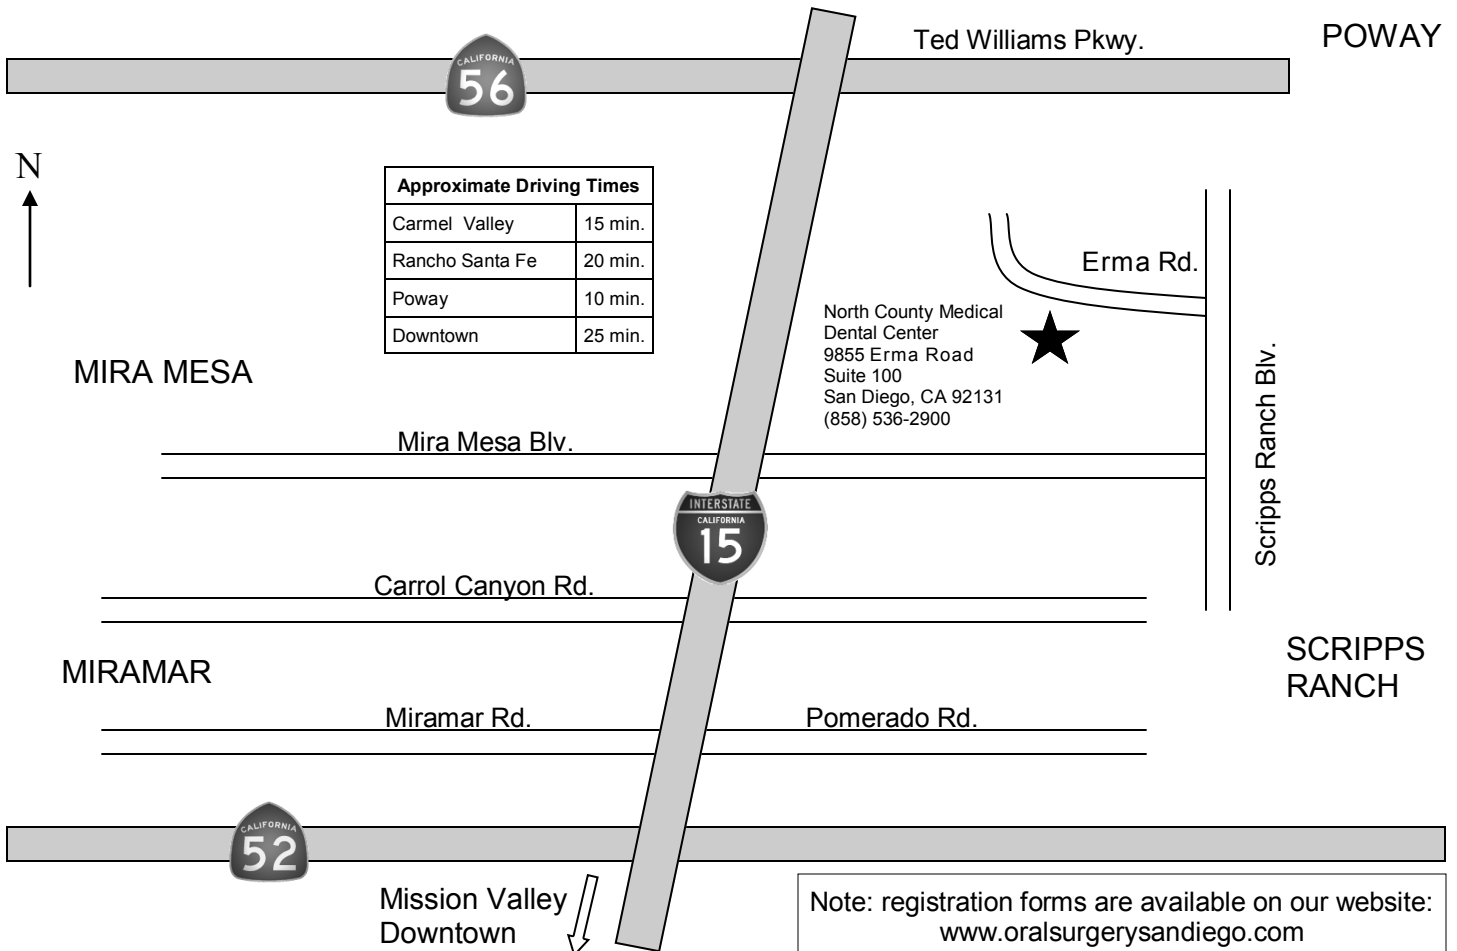 Ted Williams Pkwy.
POWAY
CALIFORNIA
56
N
Approximate Driving Times
Carmel Valley 15 min.
Rancho Santa Fe 20 min.
Poway 10 min.
Downtown 25 min.
Erma Rd.
North County Medical
Dental Center
9855 Erma Road
Suite 100
San Diego, CA 92131
(858) 536-2900
MIRA MESA
Scripps Ranch Blv.
Mira Mesa Blv.
INTERSTATE
CALIFORNIA
15
Carrol Canyon Rd.
MIRAMAR
SCRIPPS
RANCH
Miramar Rd.
Pomerado Rd.
CALIFORNIA
52
Mission Valley
Downtown
Note: registration forms are available on our website:
www.oralsurgerysandiego.com